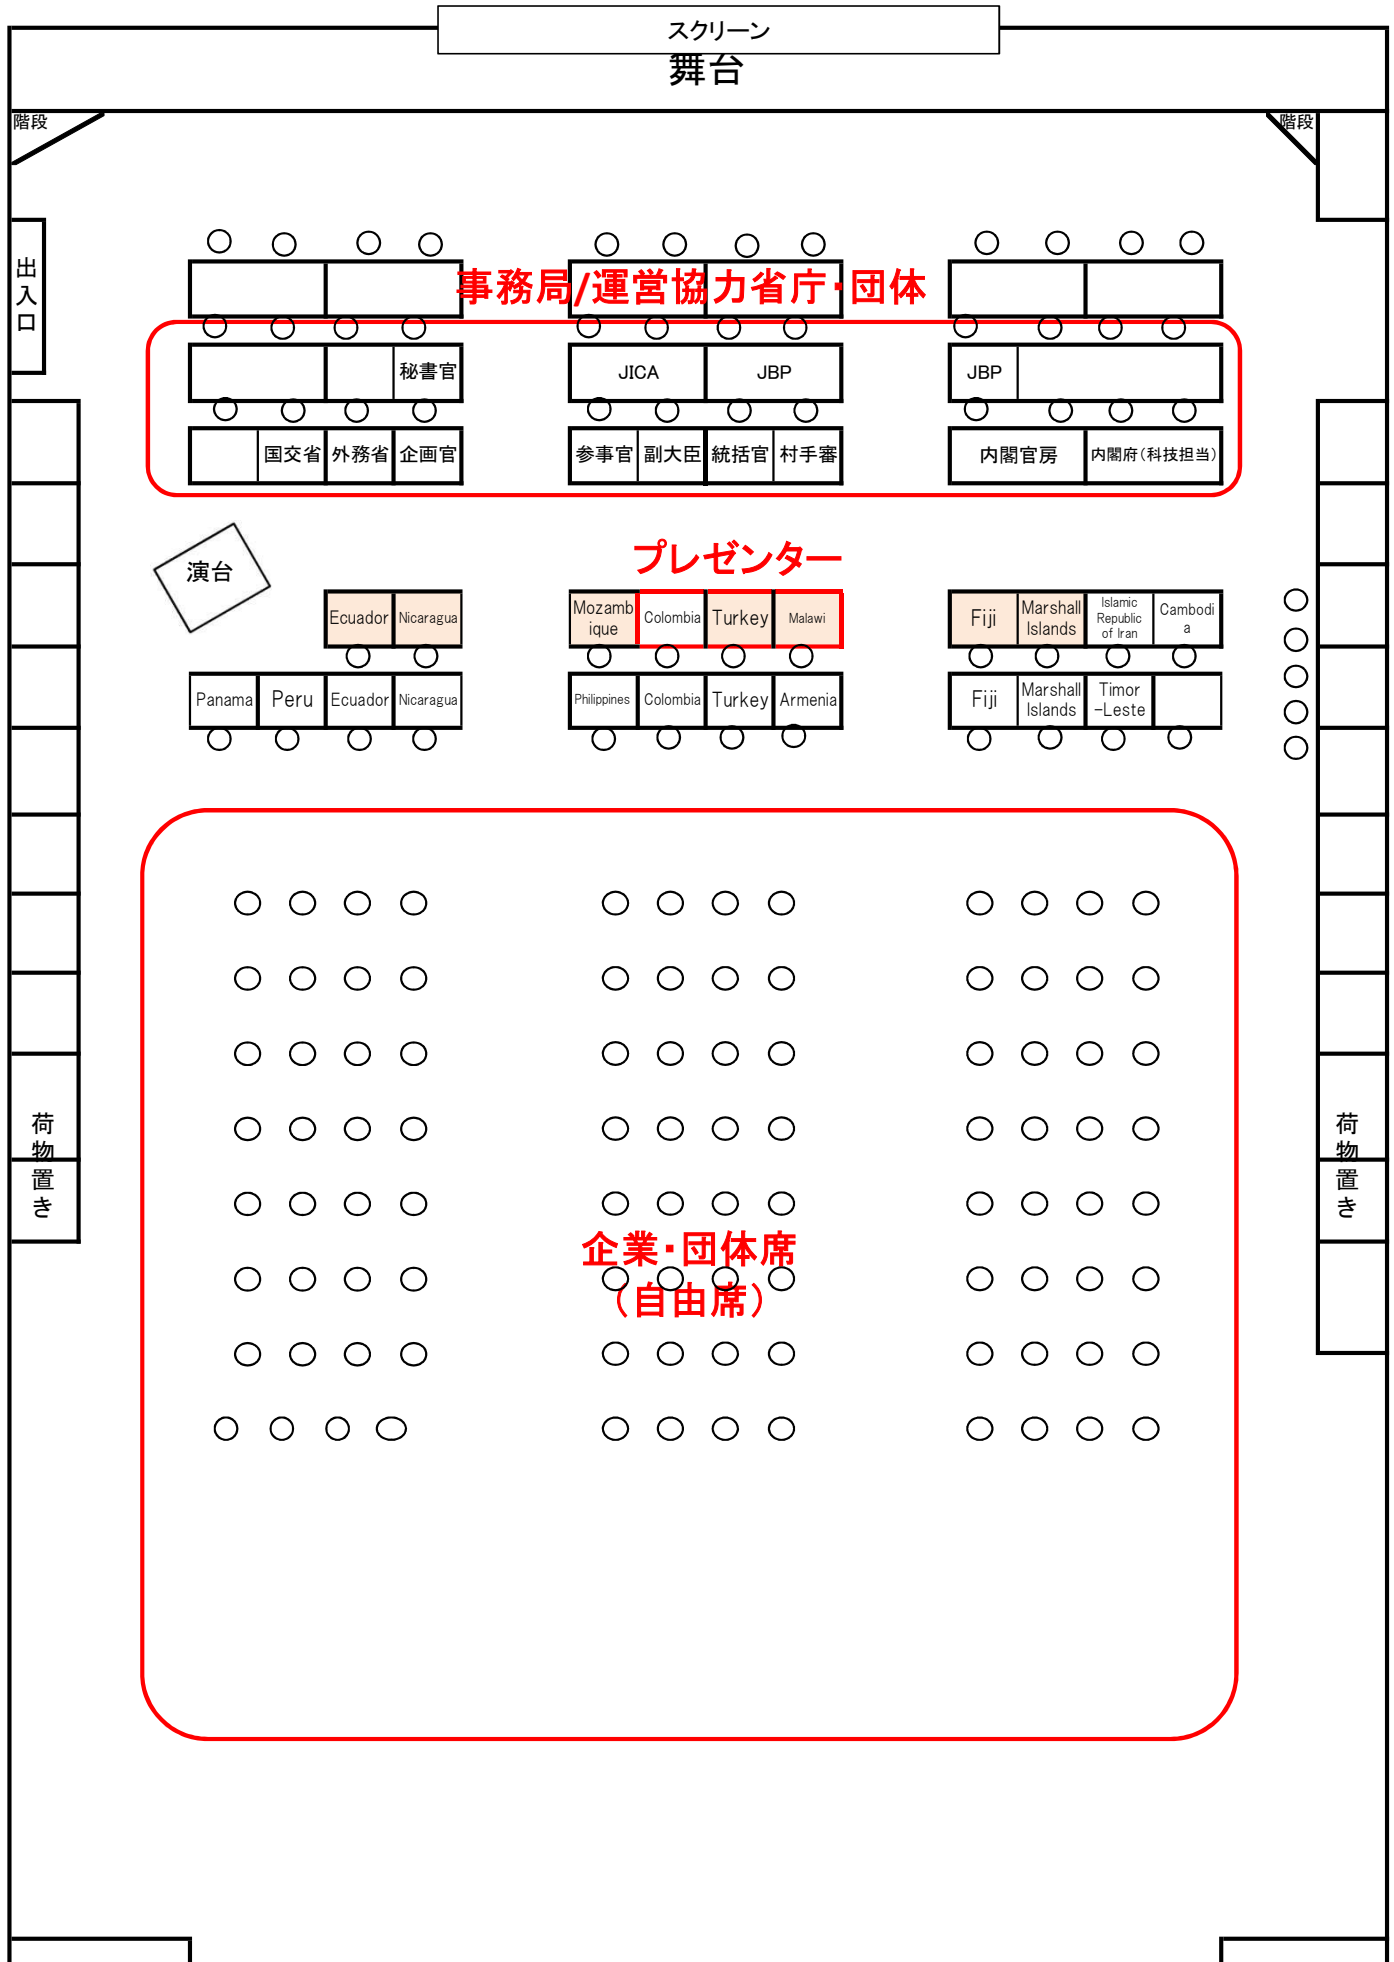 スクリーン
舞台
階段
階段
出入口
事務局/運営協力省庁・団体
秘書官
JICA
JBP
JBP
国交省
外務省
企画官
参事官
副大臣
統括官
村手審
内閣官房
内閣府（科技担当）
演台
プレゼンター
Ecuador
Nicaragua
Mozamb
ique
Colombia
Turkey
Malawi
Fiji
Marshall
Islands
Islamic
Republic
of Iran
Cambodi
a
Panama
Peru
Ecuador
Nicaragua
Philippines
Colombia
Turkey
Armenia
Fiji
Marshall
Islands
Timor
-Leste
荷物置き
荷物置き
企業・団体席
（自由席）